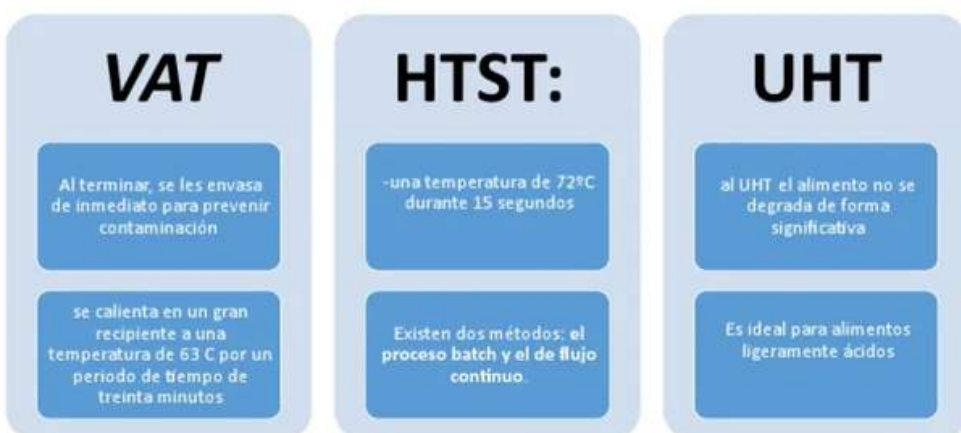 VAT
Al terminar, se les envasa
de inmediato para prevenir
contaminación
se calienta en un gran
recipiente a una
temperatura de 63 C por un
periodo de tiempo de
treinta minutos
HTST:
-una temperatura de 72ºC
durante 15 segundos
Existen dos métodos: el
proceso batch y el de flujo
continuo.
UHT
al UHT el alimento no se
degrada de forma
significativa
Es ideal para alimentos
ligeramente ácidos